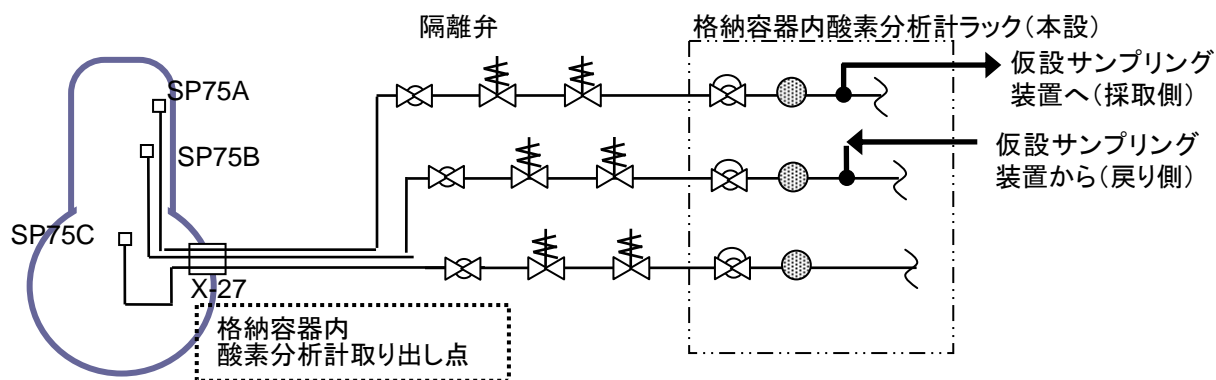 隔離弁
格納容器内酸素分析計ラック(本設)
仮設サンプリング
装置へ(採取側)
SP75A
SP75B
仮設サンプリング
装置から(戻り側)
SP75C
X-27
格納容器内
酸素分析計取り出し点